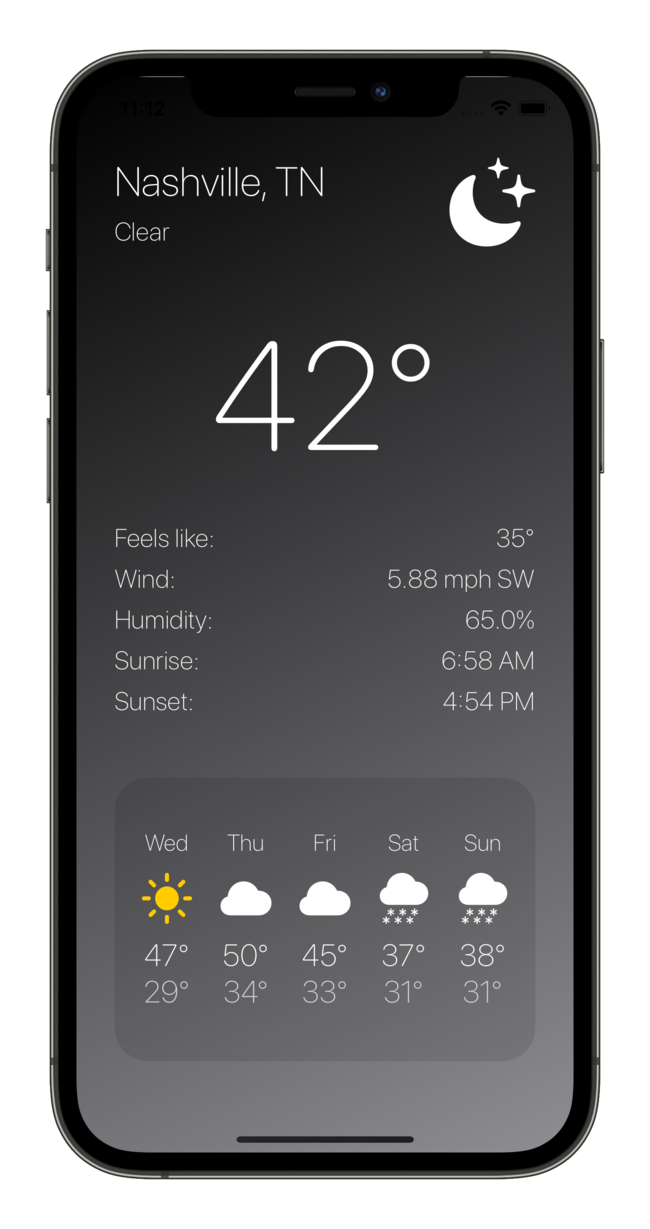 11:12
Nashville, TN
Clear
42°
Feels like: 35°
Wind: 5.88 mph SW
Humidity: 65.0%
Sunrise: 6:58 AM
Sunset: 4:54 PM
Wed Thu Fri Sat Sun
47° 50° 45° 37° 38°
29° 34° 33° 31° 31°